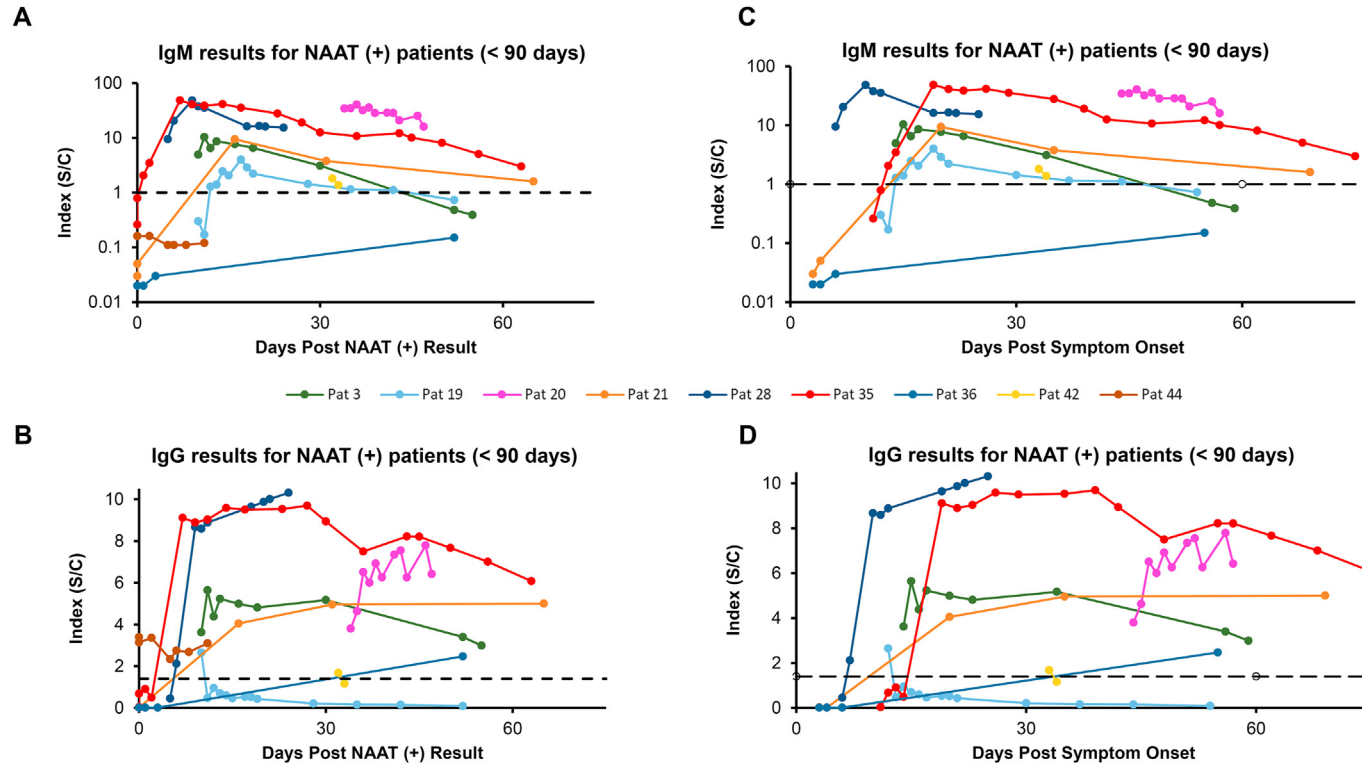 A
IgM results for NAAT (+) patients (< 90 days)
Index (S/C)
100
10
1
0.1
0.01
0
30
60
Days Post NAAT (+) Result
C
IgM results for NAAT (+) patients (< 90 days)
Index (S/C)
100
10
1
0.1
0.01
0
30
60
Days Post Symptom Onset
Pat 3
Pat 19
Pat 20
Pat 21
Pat 28
Pat 35
Pat 36
Pat 42
Pat 44
B
IgG results for NAAT (+) patients (< 90 days)
Index (S/C)
10
8
6
4
2
0
0
30
60
Days Post NAAT (+) Result
D
IgG results for NAAT (+) patients (< 90 days)
Index (S/C)
10
8
6
4
2
0
0
30
60
Days Post Symptom Onset